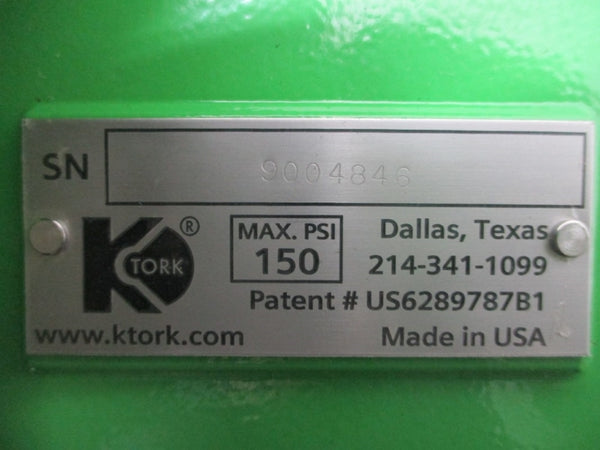 SN 9004846
K TORK ®
MAX. PSI
150
Dallas, Texas
214-341-1099
Patent # US6289787B1
www.ktork.com
Made in USA